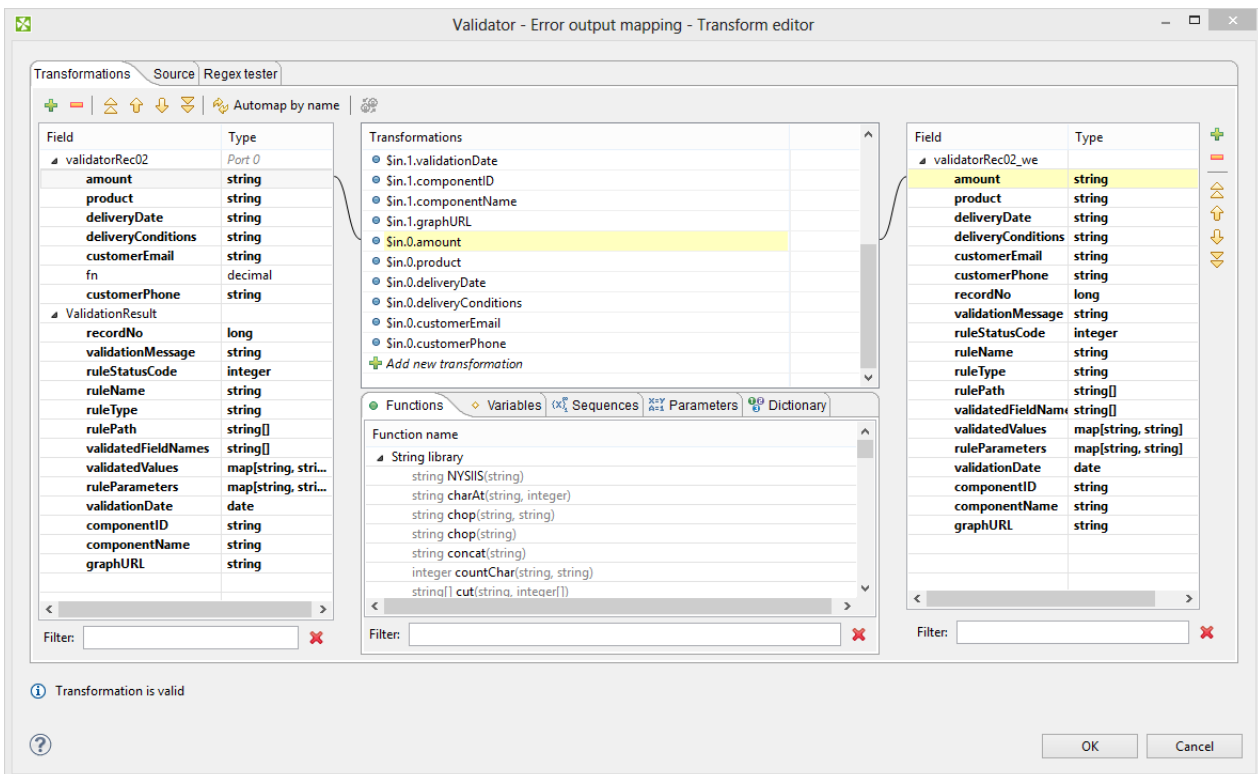 Validator - Error output mapping - Transform editor
Transformations Source Regex tester
Automap by name
Field Type
validatorRec02 Port 0
amount string
product string
deliveryDate string
deliveryConditions string
customerEmail string
fn decimal
customerPhone string
ValidationResult
recordNo long
validationMessage string
ruleStatusCode integer
ruleName string
ruleType string
rulePath string[]
validatedFieldNames string[]
validatedValues map[string, stri...
ruleParameters map[string, stri...
validationDate date
componentID string
componentName string
graphURL string
Filter:
Transformations
$in.1.validationDate
$in.1.componentID
$in.1.componentName
$in.1.graphURL
$in.0.amount
$in.0.product
$in.0.deliveryDate
$in.0.deliveryConditions
$in.0.customerEmail
$in.0.customerPhone
Add new transformation
Functions Variables Sequences Parameters Dictionary
Function name
String library
string NYSIIS(string)
string charAt(string, integer)
string chop(string, string)
string chop(string)
string concat(string)
integer countChar(string, string)
string[] cut(string, integer[])
Filter:
Field Type
validatorRec02_we
amount string
product string
deliveryDate string
deliveryConditions string
customerEmail string
customerPhone string
recordNo long
validationMessage string
ruleStatusCode integer
ruleName string
ruleType string
rulePath string[]
validatedFieldName string[]
validatedValues map[string, string]
ruleParameters map[string, string]
validationDate date
componentID string
componentName string
graphURL string
Filter:
Transformation is valid
OK Cancel